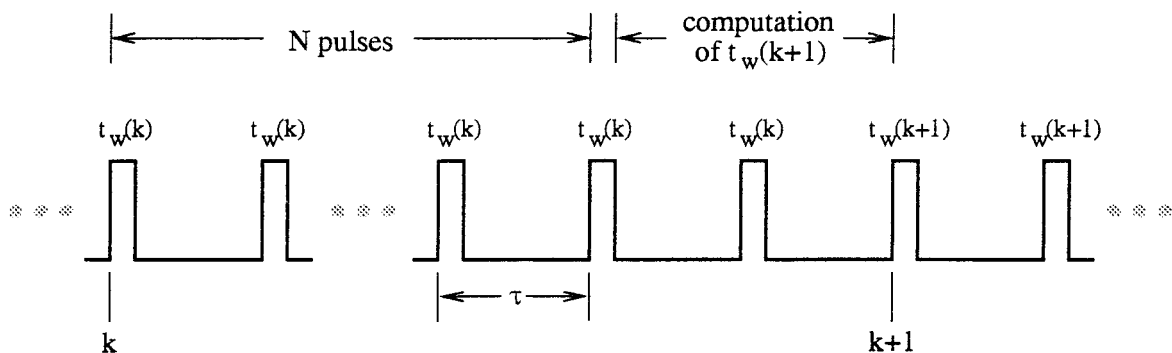 N pulses
computation
of t_w(k+1)
t_w(k) t_w(k) t_w(k) t_w(k) t_w(k) t_w(k+1) t_w(k+1)
τ
k k+1